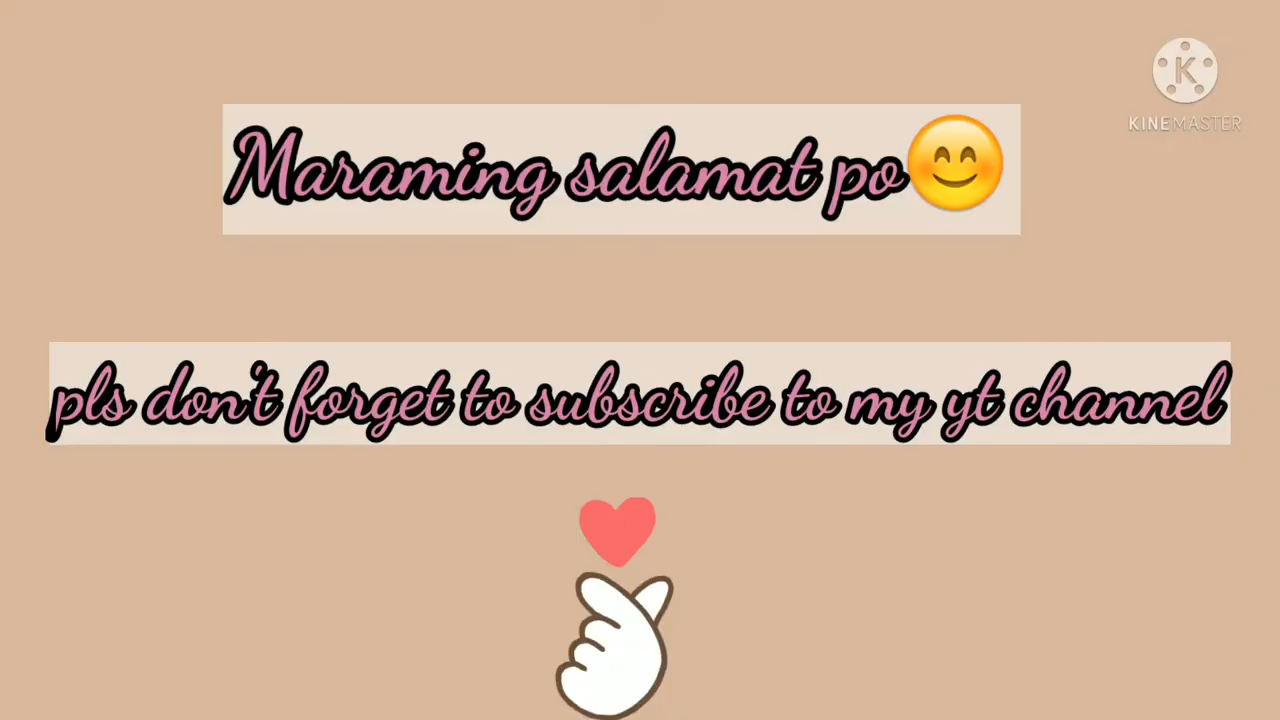 KINEMASTER
Maraming salamat po😊
pls don't forget to subscribe to my yt channel